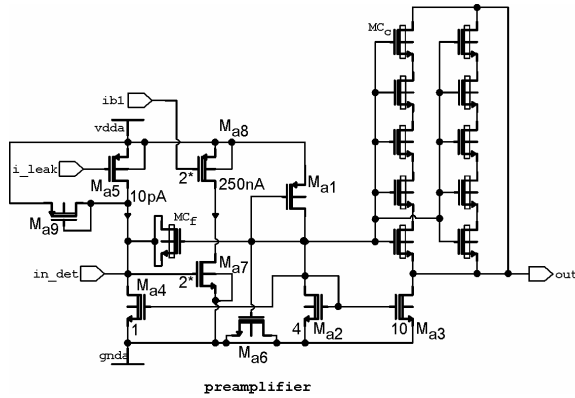 MCc
ib1
vdda
Ma8
i_leak
Ma5
2*
250nA
Ma1
10pA
Ma9
MCf
in_det
Ma7
2*
out
Ma4
1
4
Ma2
10
Ma3
Ma6
gnda
preamplifier